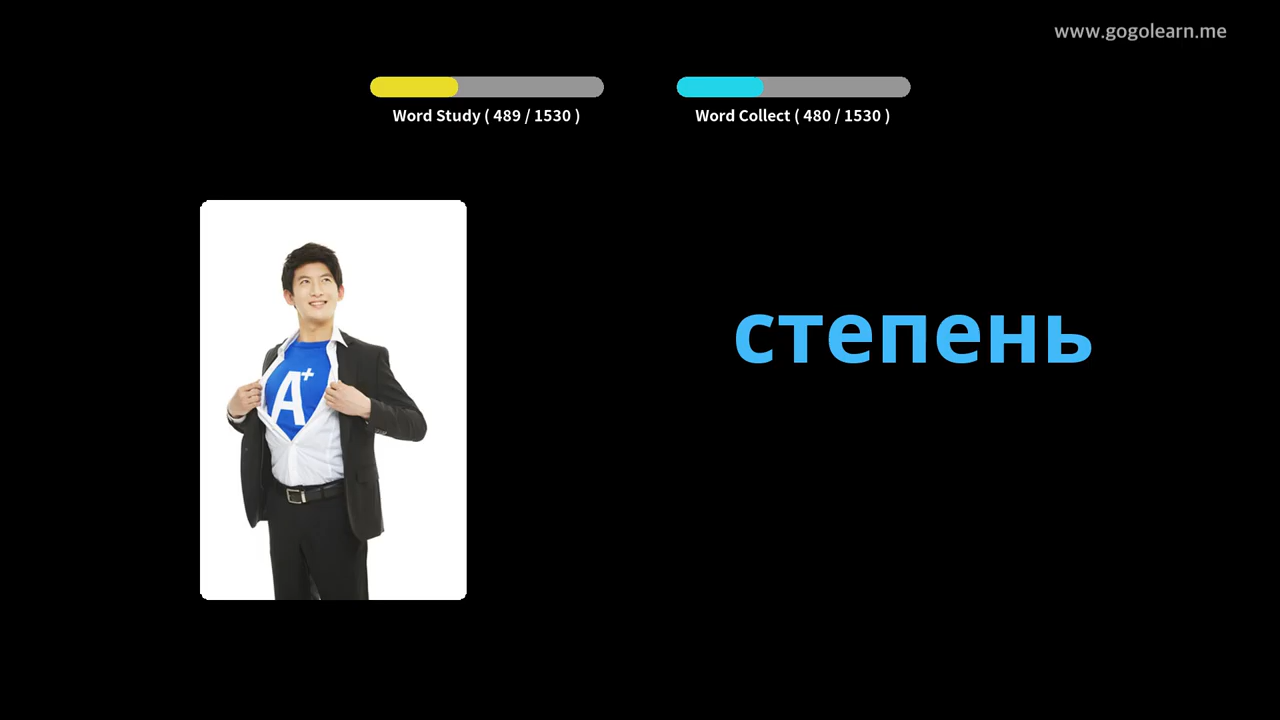 www.gogolearn.me
Word Study ( 489 / 1530 )
Word Collect ( 480 / 1530 )
A+
степень